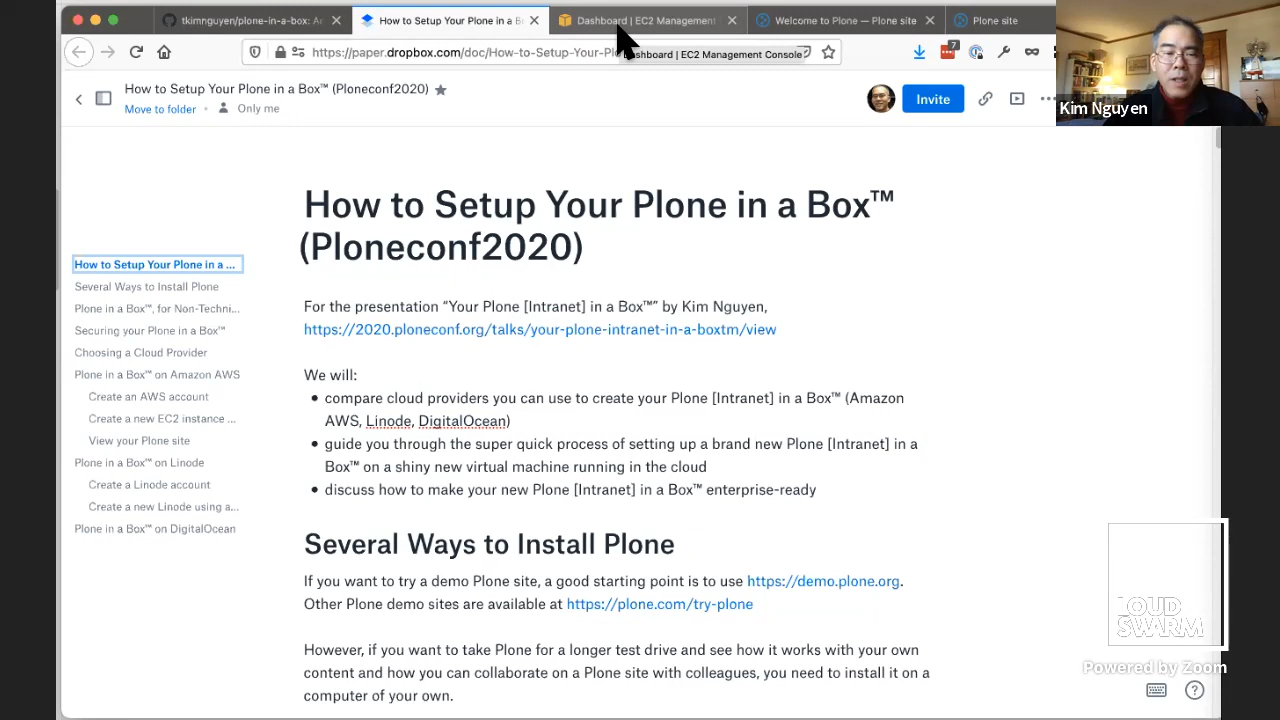 tkimnguyen/plone-in-a-box: A
How to Setup Your Plone in a B
Dashboard | EC2 Management
Welcome to Plone — Plone site
Plone site
https://paper.dropbox.com/doc/How-to-Setup-Your-Pl
Dashboard | EC2 Management Console
7
How to Setup Your Plone in a Box™ (Ploneconf2020)
Move to folder
Only me
Invite
Kim Nguyen
How to Setup Your Plone in a Box™
(Ploneconf2020)
How to Setup Your Plone in a ...
Several Ways to Install Plone
Plone in a Box™, for Non-Techni...
Securing your Plone in a Box™
Choosing a Cloud Provider
Plone in a Box™ on Amazon AWS
Create an AWS account
Create a new EC2 instance ...
View your Plone site
Plone in a Box™ on Linode
Create a Linode account
Create a new Linode using a...
Plone in a Box™ on DigitalOcean
For the presentation “Your Plone [Intranet] in a Box™” by Kim Nguyen,
https://2020.ploneconf.org/talks/your-plone-intranet-in-a-boxtm/view
We will:
• compare cloud providers you can use to create your Plone [Intranet] in a Box™ (Amazon
AWS, Linode, DigitalOcean)
• guide you through the super quick process of setting up a brand new Plone [Intranet] in a
Box™ on a shiny new virtual machine running in the cloud
• discuss how to make your new Plone [Intranet] in a Box™ enterprise-ready
Several Ways to Install Plone
If you want to try a demo Plone site, a good starting point is to use https://demo.plone.org.
Other Plone demo sites are available at https://plone.com/try-plone
However, if you want to take Plone for a longer test drive and see how it works with your own
content and how you can collaborate on a Plone site with colleagues, you need to install it on a
computer of your own.
LOUD
SWARM
Powered by Zoom